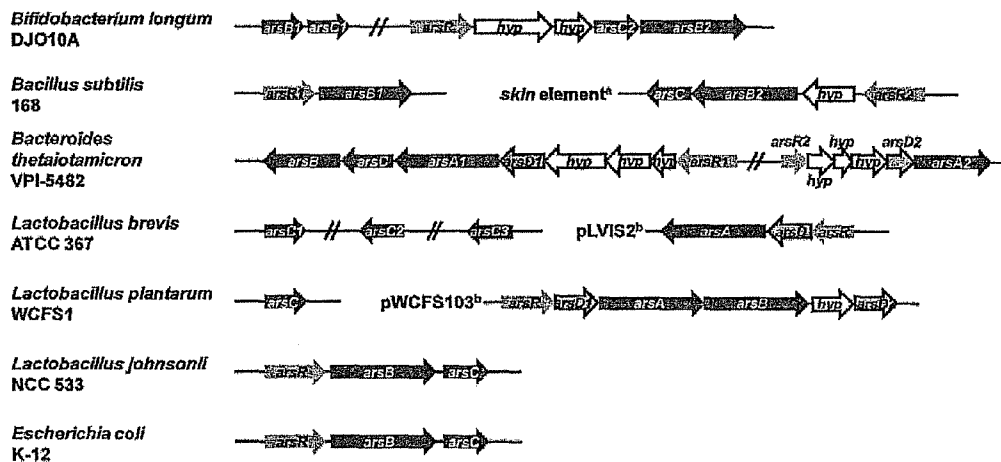 Bifidobacterium longum
DJO10A
arsB1 arsC1 // arsR hyp hyp arsC2 arsB2
Bacillus subtilis
168
arsR1 arsB1 skin elementª arsC arsB2 hyp arsR2
Bacteroides
thetaiotamicron
VPI-5482
arsB arsC arsA1 arsD1 hyp hyp hyp arsR1 // arsR2 hyp hyp hyp arsD2 arsA2
Lactobacillus brevis
ATCC 367
arsC1 // arsC2 // arsC3 pLVIS2ᵇ arsA arsD arsR
Lactobacillus plantarum
WCFS1
arsC pWCFS103ᵇ arsR arsD1 arsA arsB hyp
Lactobacillus johnsonii
NCC 533
arsR arsB arsC
Escherichia coli
K-12
arsR arsB arsC